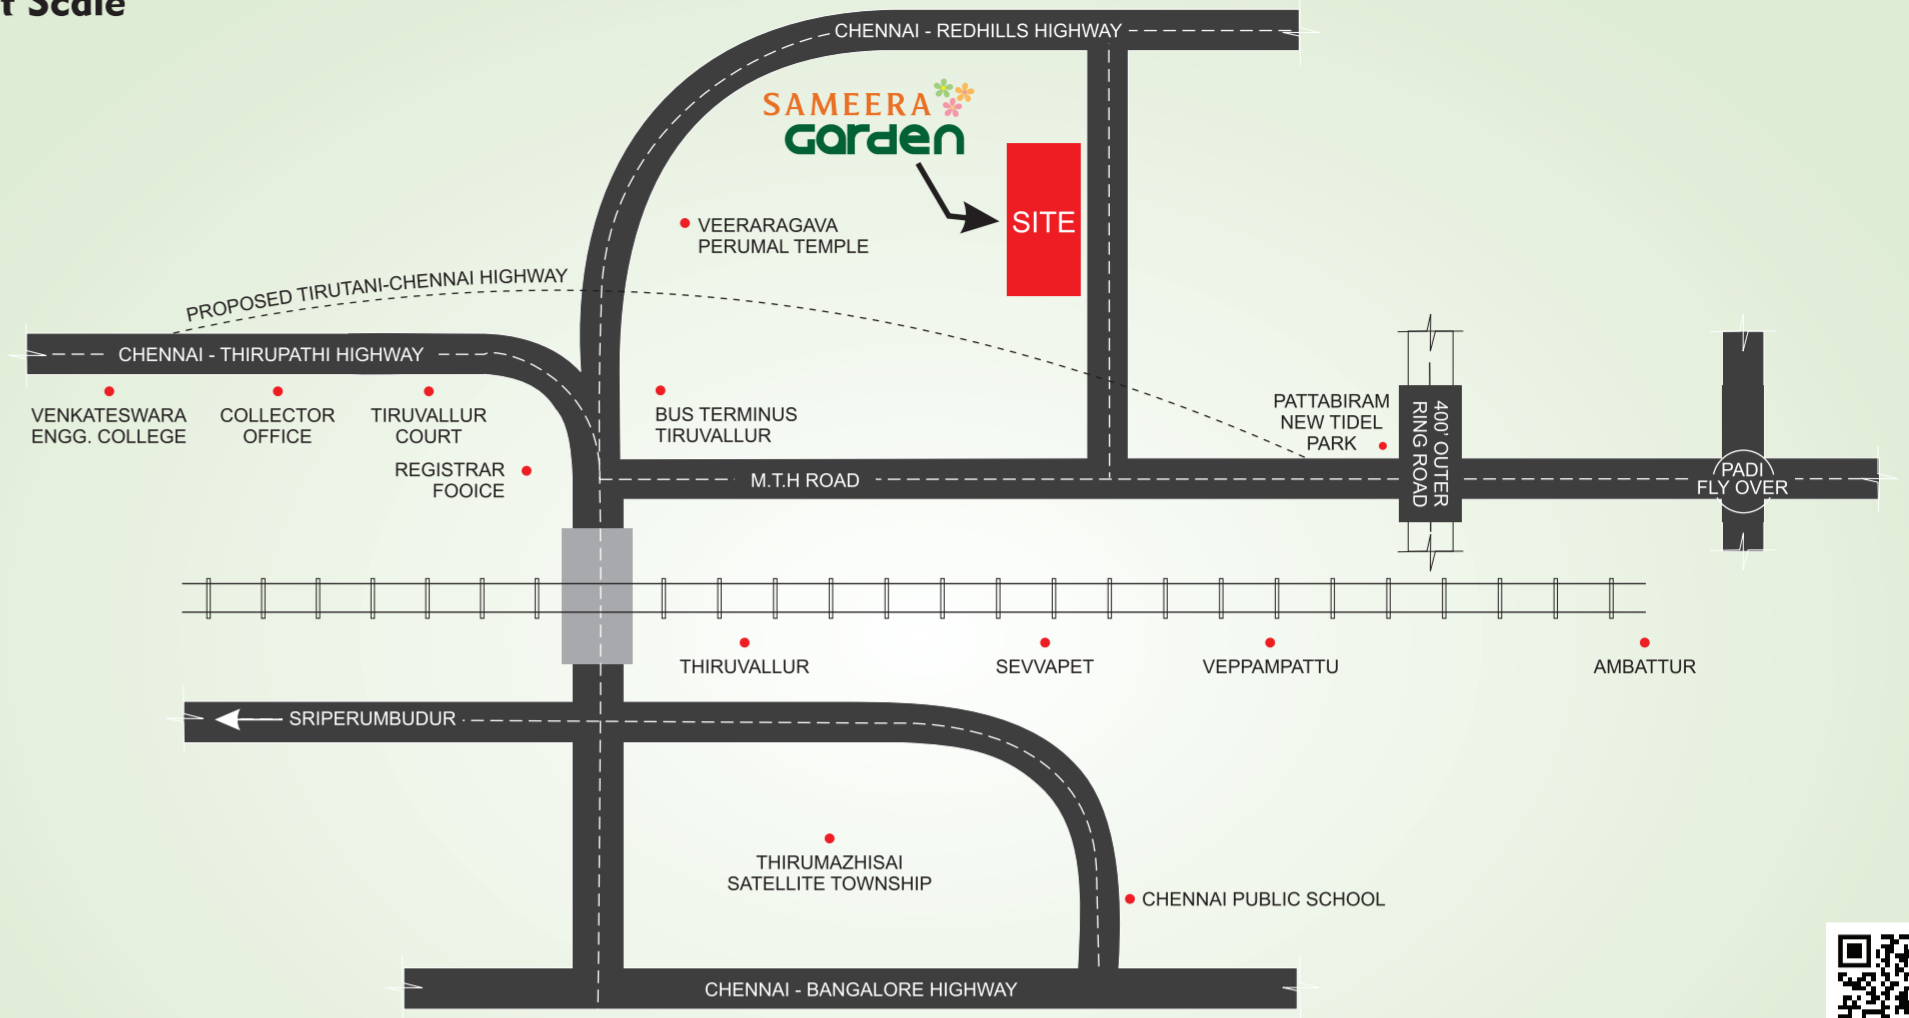 Scale
CHENNAI - REDHILLS HIGHWAY
SAMEERA
Garden
SITE
VEERARAGAVA
PERUMAL TEMPLE
PROPOSED TIRUTANI-CHENNAI HIGHWAY
CHENNAI - THIRUPATHI HIGHWAY
VENKATESWARA
ENGG. COLLEGE
COLLECTOR
OFFICE
TIRUVALLUR
COURT
REGISTRAR
FOOICE
BUS TERMINUS
TIRUVALLUR
M.T.H ROAD
PATTABIRAM
NEW TIDEL
PARK
400' OUTER
RING ROAD
PADI
FLY OVER
THIRUVALLUR
SEVVAPET
VEPPAMPATTU
AMBATTUR
SRIPERUMBUDUR
THIRUMAZHISAI
SATELLITE TOWNSHIP
CHENNAI PUBLIC SCHOOL
CHENNAI - BANGALORE HIGHWAY